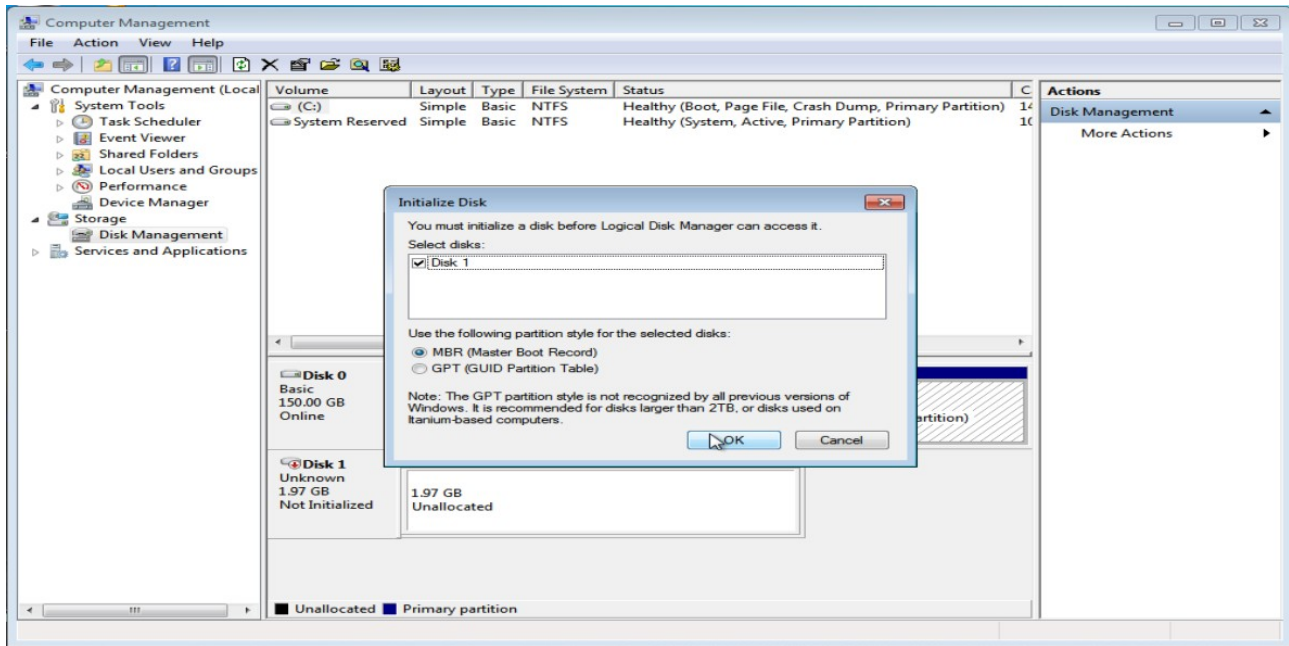 Computer Management
File Action View Help
Computer Management (Local
System Tools
Task Scheduler
Event Viewer
Shared Folders
Local Users and Groups
Performance
Device Manager
Storage
Disk Management
Services and Applications
Volume Layout Type File System Status C
(C:) Simple Basic NTFS Healthy (Boot, Page File, Crash Dump, Primary Partition) 14
System Reserved Simple Basic NTFS Healthy (System, Active, Primary Partition) 10
Actions
Disk Management
More Actions
Initialize Disk
You must initialize a disk before Logical Disk Manager can access it.
Select disks:
Disk 1
Use the following partition style for the selected disks:
MBR (Master Boot Record)
GPT (GUID Partition Table)
Note: The GPT partition style is not recognized by all previous versions of
Windows. It is recommended for disks larger than 2TB, or disks used on
Itanium-based computers.
OK Cancel
Disk 0
Basic
150.00 GB
Online
artition)
Disk 1
Unknown
1.97 GB
Not Initialized
1.97 GB
Unallocated
Unallocated Primary partition